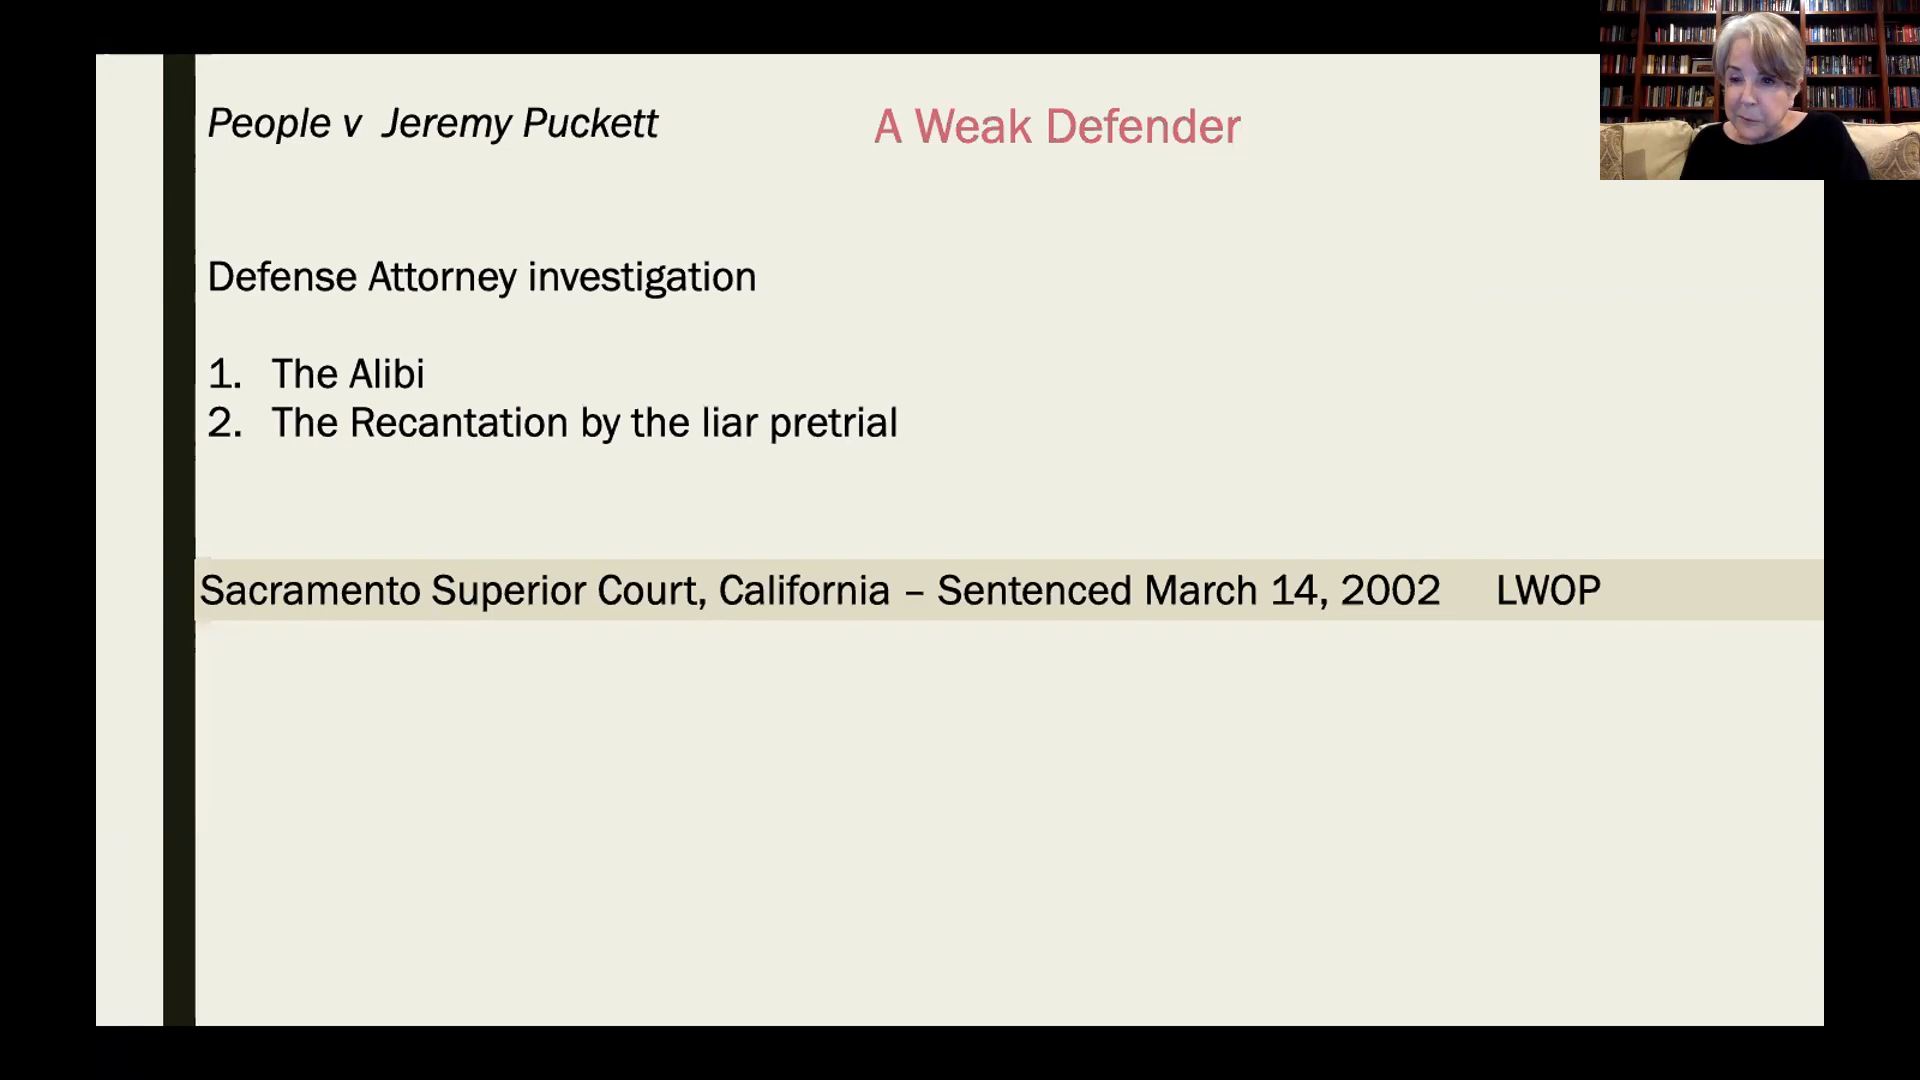 People v Jeremy Puckett
A Weak Defender
Defense Attorney investigation
1. The Alibi
2. The Recantation by the liar pretrial
Sacramento Superior Court, California – Sentenced March 14, 2002 LWOP